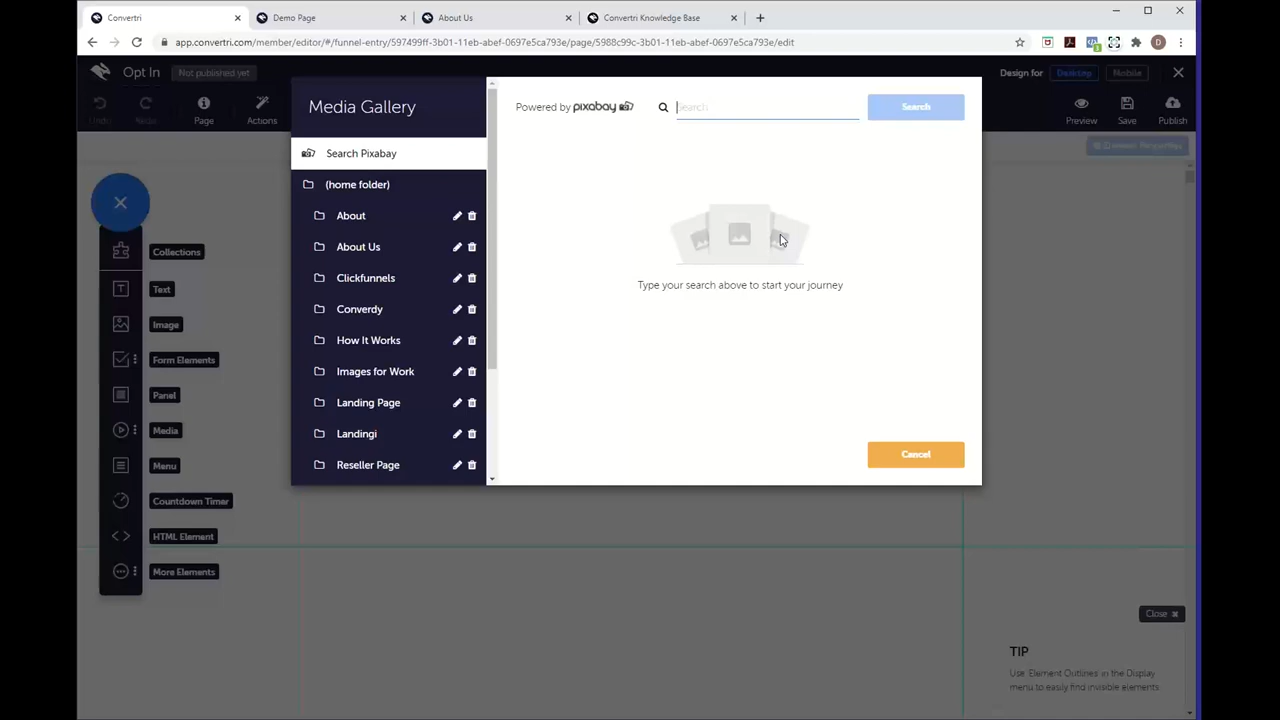 Convertri
Demo Page
About Us
Convertri Knowledge Base
app.convertri.com/member/editor/#/funnel-entry/597499ff-3b01-11eb-abef-0697e5ca793e/page/5988c99c-3b01-11eb-abef-0697e5ca793e/edit
D
Opt In
Not published yet
Design for
Desktop
Mobile
Undo
Redo
Page
Actions
Preview
Save
Publish
Media Gallery
Powered by pixabay
Search
Search
Search Pixabay
(home folder)
About
About Us
Clickfunnels
Converdy
How It Works
Images for Work
Landing Page
Landingi
Reseller Page
Type your search above to start your journey
Cancel
Collections
Text
Image
Form Elements
Panel
Media
Menu
Countdown Timer
HTML Element
More Elements
Close
TIP
Use 'Element Outlines' in the Display
menu to easily find invisible elements